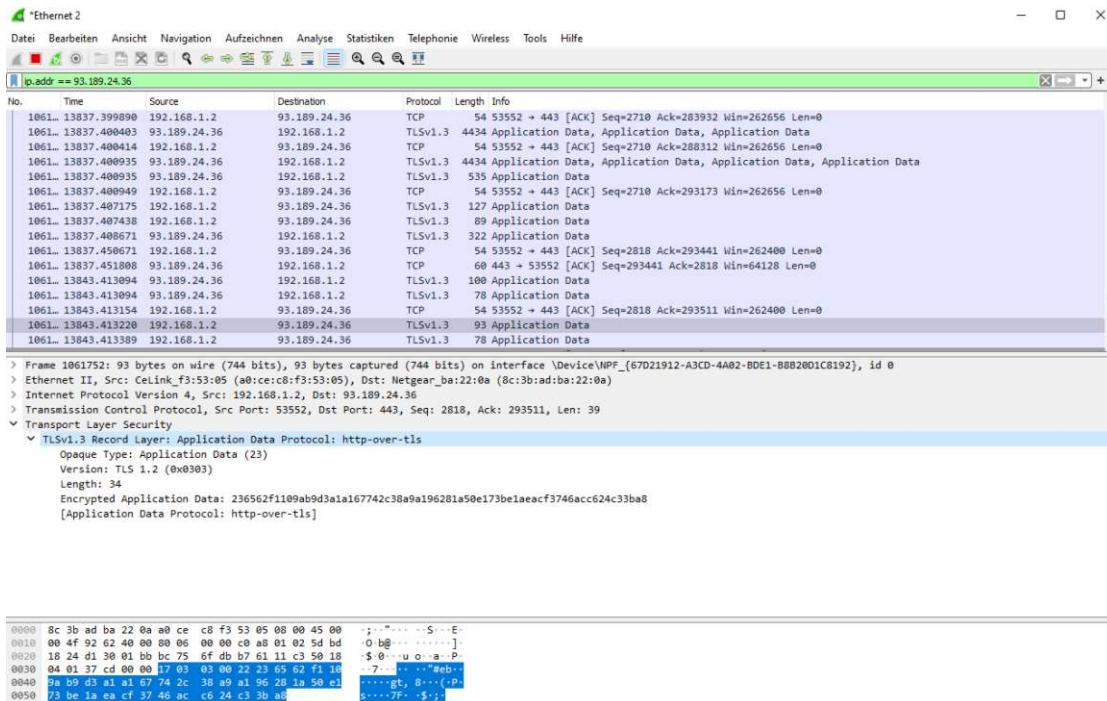 *Ethernet 2
Datei Bearbeiten Ansicht Navigation Aufzeichnen Analyse Statistiken Telephonie Wireless Tools Hilfe
ip.addr == 93.189.24.36
No. Time Source Destination Protocol Length Info
1061… 13837.399890 192.168.1.2 93.189.24.36 TCP 54 53552 → 443 [ACK] Seq=2710 Ack=283932 Win=262656 Len=0
1061… 13837.400403 93.189.24.36 192.168.1.2 TLSv1.3 4434 Application Data, Application Data, Application Data
1061… 13837.400414 192.168.1.2 93.189.24.36 TCP 54 53552 → 443 [ACK] Seq=2710 Ack=288312 Win=262656 Len=0
1061… 13837.400935 93.189.24.36 192.168.1.2 TLSv1.3 4434 Application Data, Application Data, Application Data, Application Data
1061… 13837.400935 93.189.24.36 192.168.1.2 TLSv1.3 535 Application Data
1061… 13837.400949 192.168.1.2 93.189.24.36 TCP 54 53552 → 443 [ACK] Seq=2710 Ack=293173 Win=262656 Len=0
1061… 13837.407175 192.168.1.2 93.189.24.36 TLSv1.3 127 Application Data
1061… 13837.407438 192.168.1.2 93.189.24.36 TLSv1.3 89 Application Data
1061… 13837.408671 93.189.24.36 192.168.1.2 TLSv1.3 322 Application Data
1061… 13837.450671 192.168.1.2 93.189.24.36 TCP 54 53552 → 443 [ACK] Seq=2818 Ack=293441 Win=262400 Len=0
1061… 13837.451808 93.189.24.36 192.168.1.2 TCP 60 443 → 53552 [ACK] Seq=293441 Ack=2818 Win=64128 Len=0
1061… 13843.413094 93.189.24.36 192.168.1.2 TLSv1.3 100 Application Data
1061… 13843.413094 93.189.24.36 192.168.1.2 TLSv1.3 78 Application Data
1061… 13843.413154 192.168.1.2 93.189.24.36 TCP 54 53552 → 443 [ACK] Seq=2818 Ack=293511 Win=262400 Len=0
1061… 13843.413220 192.168.1.2 93.189.24.36 TLSv1.3 93 Application Data
1061… 13843.413389 192.168.1.2 93.189.24.36 TLSv1.3 78 Application Data
> Frame 1061752: 93 bytes on wire (744 bits), 93 bytes captured (744 bits) on interface \Device\NPF_{67D21912-A3CD-4A02-BDE1-B8B20D1C8192}, id 0
> Ethernet II, Src: CeLink_f3:53:05 (a0:ce:c8:f3:53:05), Dst: Netgear_ba:22:0a (8c:3b:ad:ba:22:0a)
> Internet Protocol Version 4, Src: 192.168.1.2, Dst: 93.189.24.36
> Transmission Control Protocol, Src Port: 53552, Dst Port: 443, Seq: 2818, Ack: 293511, Len: 39
Transport Layer Security
TLSv1.3 Record Layer: Application Data Protocol: http-over-tls
Opaque Type: Application Data (23)
Version: TLS 1.2 (0x0303)
Length: 34
Encrypted Application Data: 236562f1109ab9d3a1a167742c38a9a196281a50e173be1aeacf3746acc624c33ba8
[Application Data Protocol: http-over-tls]
0000 8c 3b ad ba 22 0a a0 ce c8 f3 53 05 08 00 45 00 ·;··"··· ··S···E·
0010 00 4f 92 62 40 00 80 06 00 00 c0 a8 01 02 5d bd ·O·b@··· ······]·
0020 18 24 d1 30 01 bb bc 75 6f db b7 61 11 c3 50 18 ·$·0···u o··a··P·
0030 04 01 37 cd 00 00 17 03 03 00 22 23 65 62 f1 10 ··7····· ··"#eb··
0040 9a b9 d3 a1 a1 67 74 2c 38 a9 a1 96 28 1a 50 e1 ·····gt, 8···(·P·
0050 73 be 1a ea cf 37 46 ac c6 24 c3 3b a8 s····7F· ·$·;·